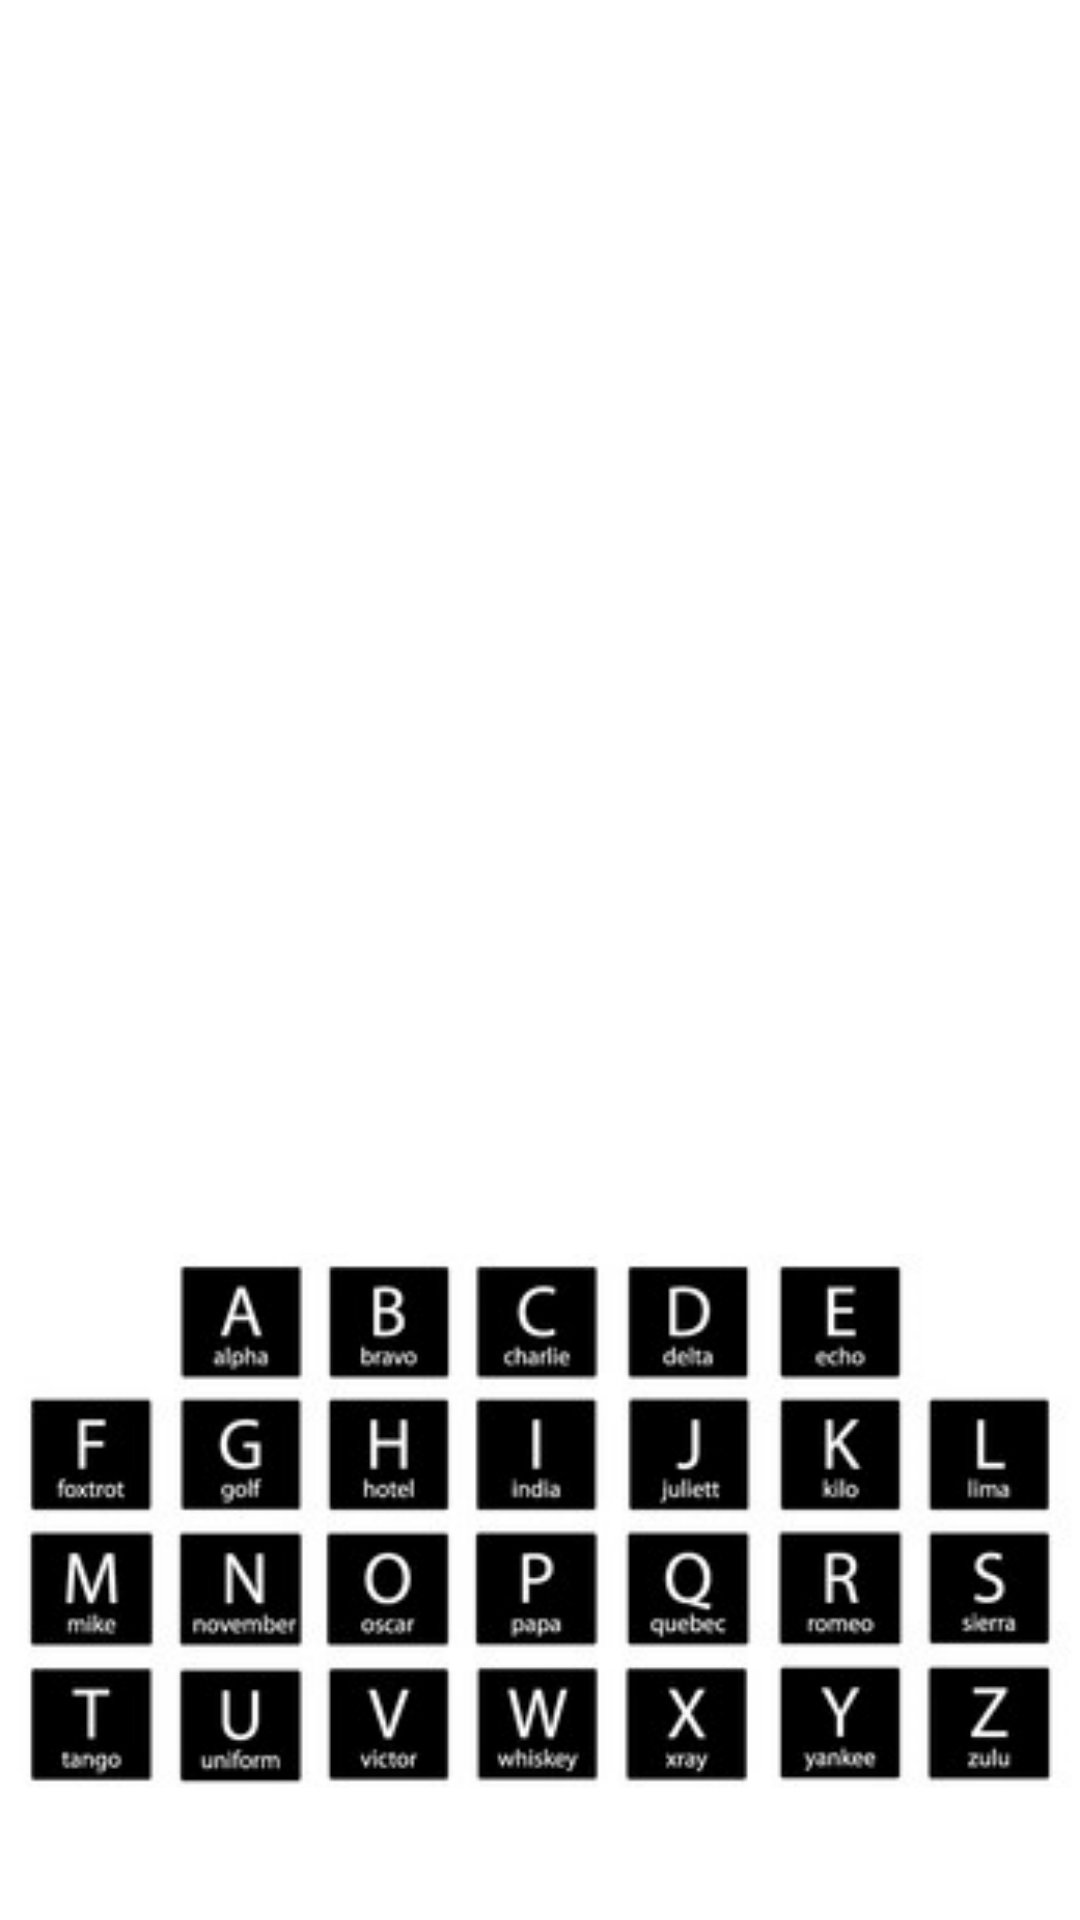 A B C D E
alpha bravo charlie delta echo
F G H I J K L
foxtrot golf hotel india juliett kilo lima
M N O P Q R S
mike november oscar papa quebec romeo sierra
T U V W X Y Z
tango uniform victor whiskey xray yankee zulu